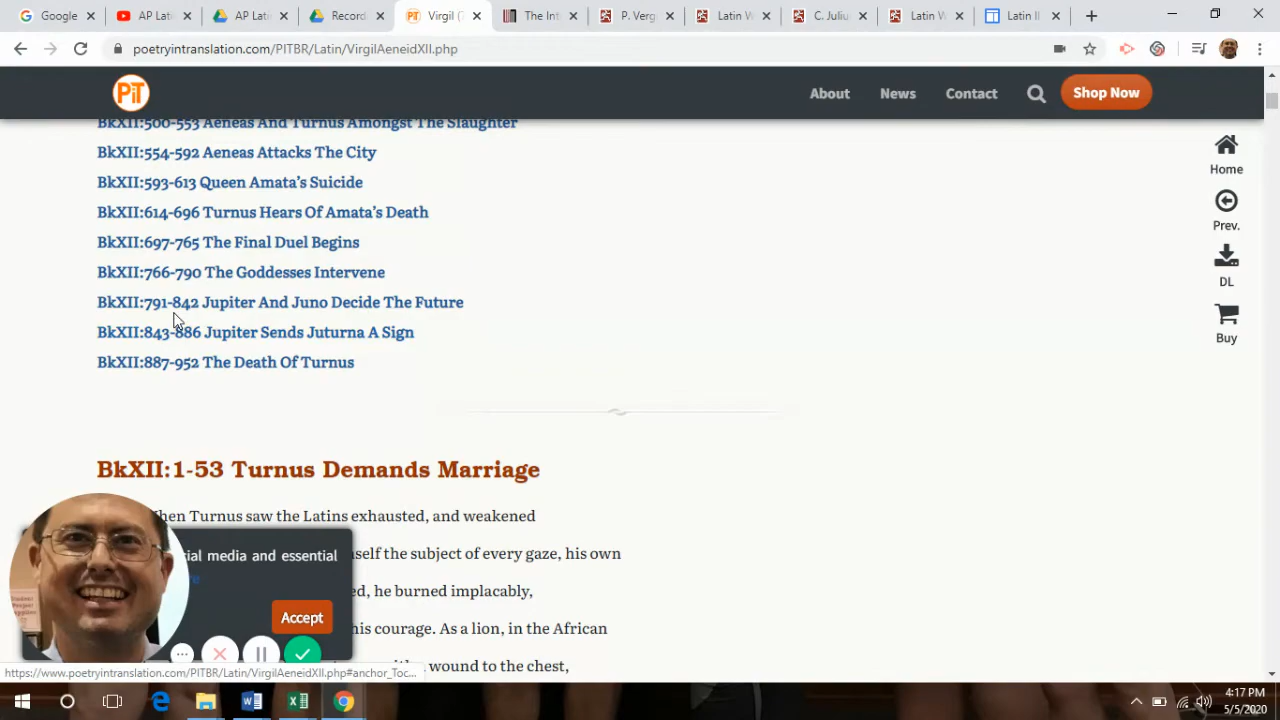 Google
AP Lati
AP Lati
Record
Virgil (7
The Int
P. Verg
Latin W
C. Juliu
Latin W
Latin II
poetryintranslation.com/PITBR/Latin/VirgilAeneidXII.php
PiT
About
News
Contact
Shop Now
BkXII:500-553 Aeneas And Turnus Amongst The Slaughter
BkXII:554-592 Aeneas Attacks The City
BkXII:593-613 Queen Amata's Suicide
BkXII:614-696 Turnus Hears Of Amata's Death
BkXII:697-765 The Final Duel Begins
BkXII:766-790 The Goddesses Intervene
BkXII:791-842 Jupiter And Juno Decide The Future
BkXII:843-886 Jupiter Sends Juturna A Sign
BkXII:887-952 The Death Of Turnus
Home
Prev.
DL
Buy
BkXII:1-53 Turnus Demands Marriage
Turnus saw the Latins exhausted, and weakened
the subject of every gaze, his own
he burned implacably,
his courage. As a lion, in the African
wound to the chest,
media and essential
Accept
https://www.poetryintranslation.com/PITBR/Latin/VirgilAeneidXII.php#anchor_Toc...
4:17 PM
5/5/2020